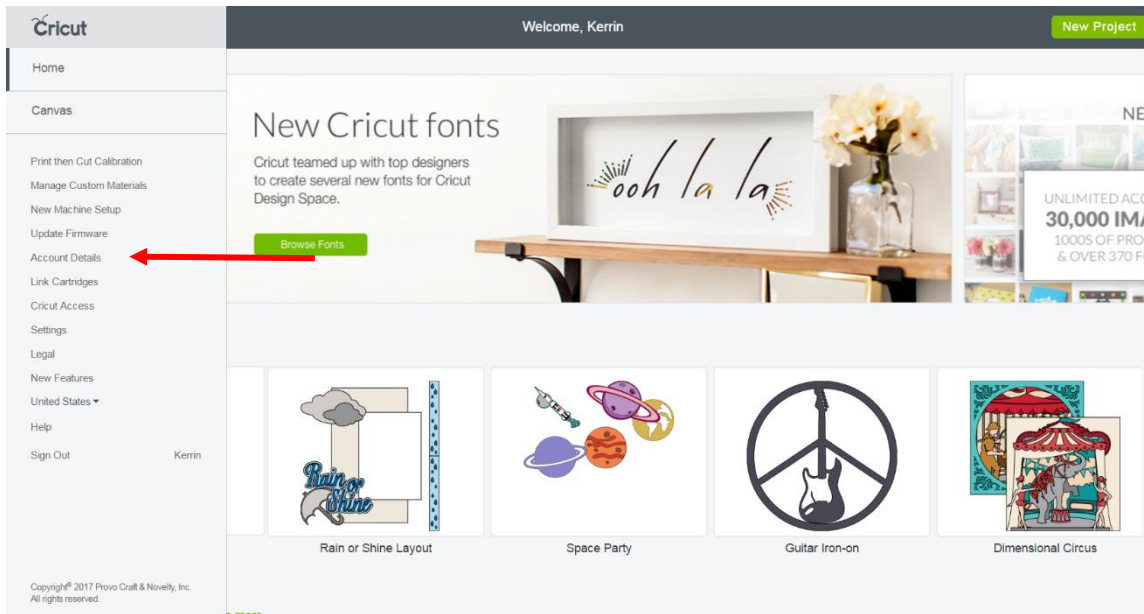 Cricut
Welcome, Kerrin
New Project
Home
Canvas
Print then Cut Calibration
Manage Custom Materials
New Machine Setup
Update Firmware
Account Details
Link Cartridges
Cricut Access
Settings
Legal
New Features
United States
Help
Sign Out Kerrin
Copyright© 2017 Provo Craft & Novelty, Inc.
All rights reserved.
New Cricut fonts
Cricut teamed up with top designers
to create several new fonts for Cricut
Design Space.
Browse Fonts
ooh la la
NE
UNLIMITED ACC
30,000 IMA
1000S OF PRO
& OVER 370 F
Rain or
Shine
Rain or Shine Layout
Space Party
Guitar Iron-on
Dimensional Circus